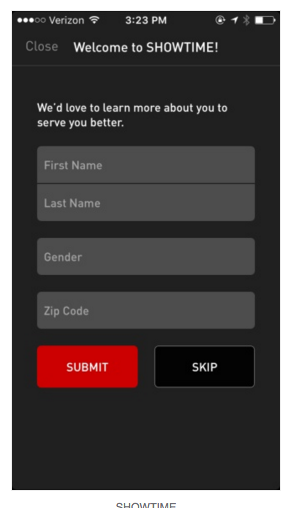 Verizon 3:23 PM
Close Welcome to SHOWTIME!
We'd love to learn more about you to
serve you better.
First Name
Last Name
Gender
Zip Code
SUBMIT SKIP
SHOWTIME